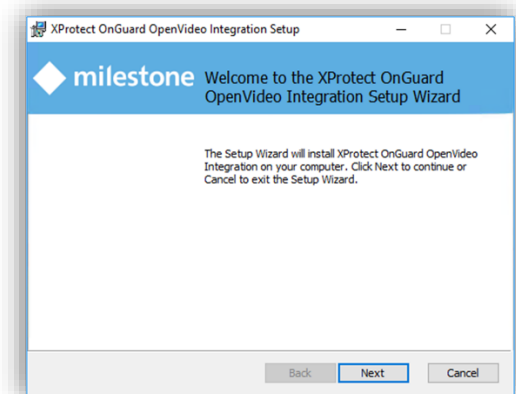 XProtect OnGuard OpenVideo Integration Setup
milestone
Welcome to the XProtect OnGuard
OpenVideo Integration Setup Wizard
The Setup Wizard will install XProtect OnGuard OpenVideo
Integration on your computer. Click Next to continue or
Cancel to exit the Setup Wizard.
Back
Next
Cancel